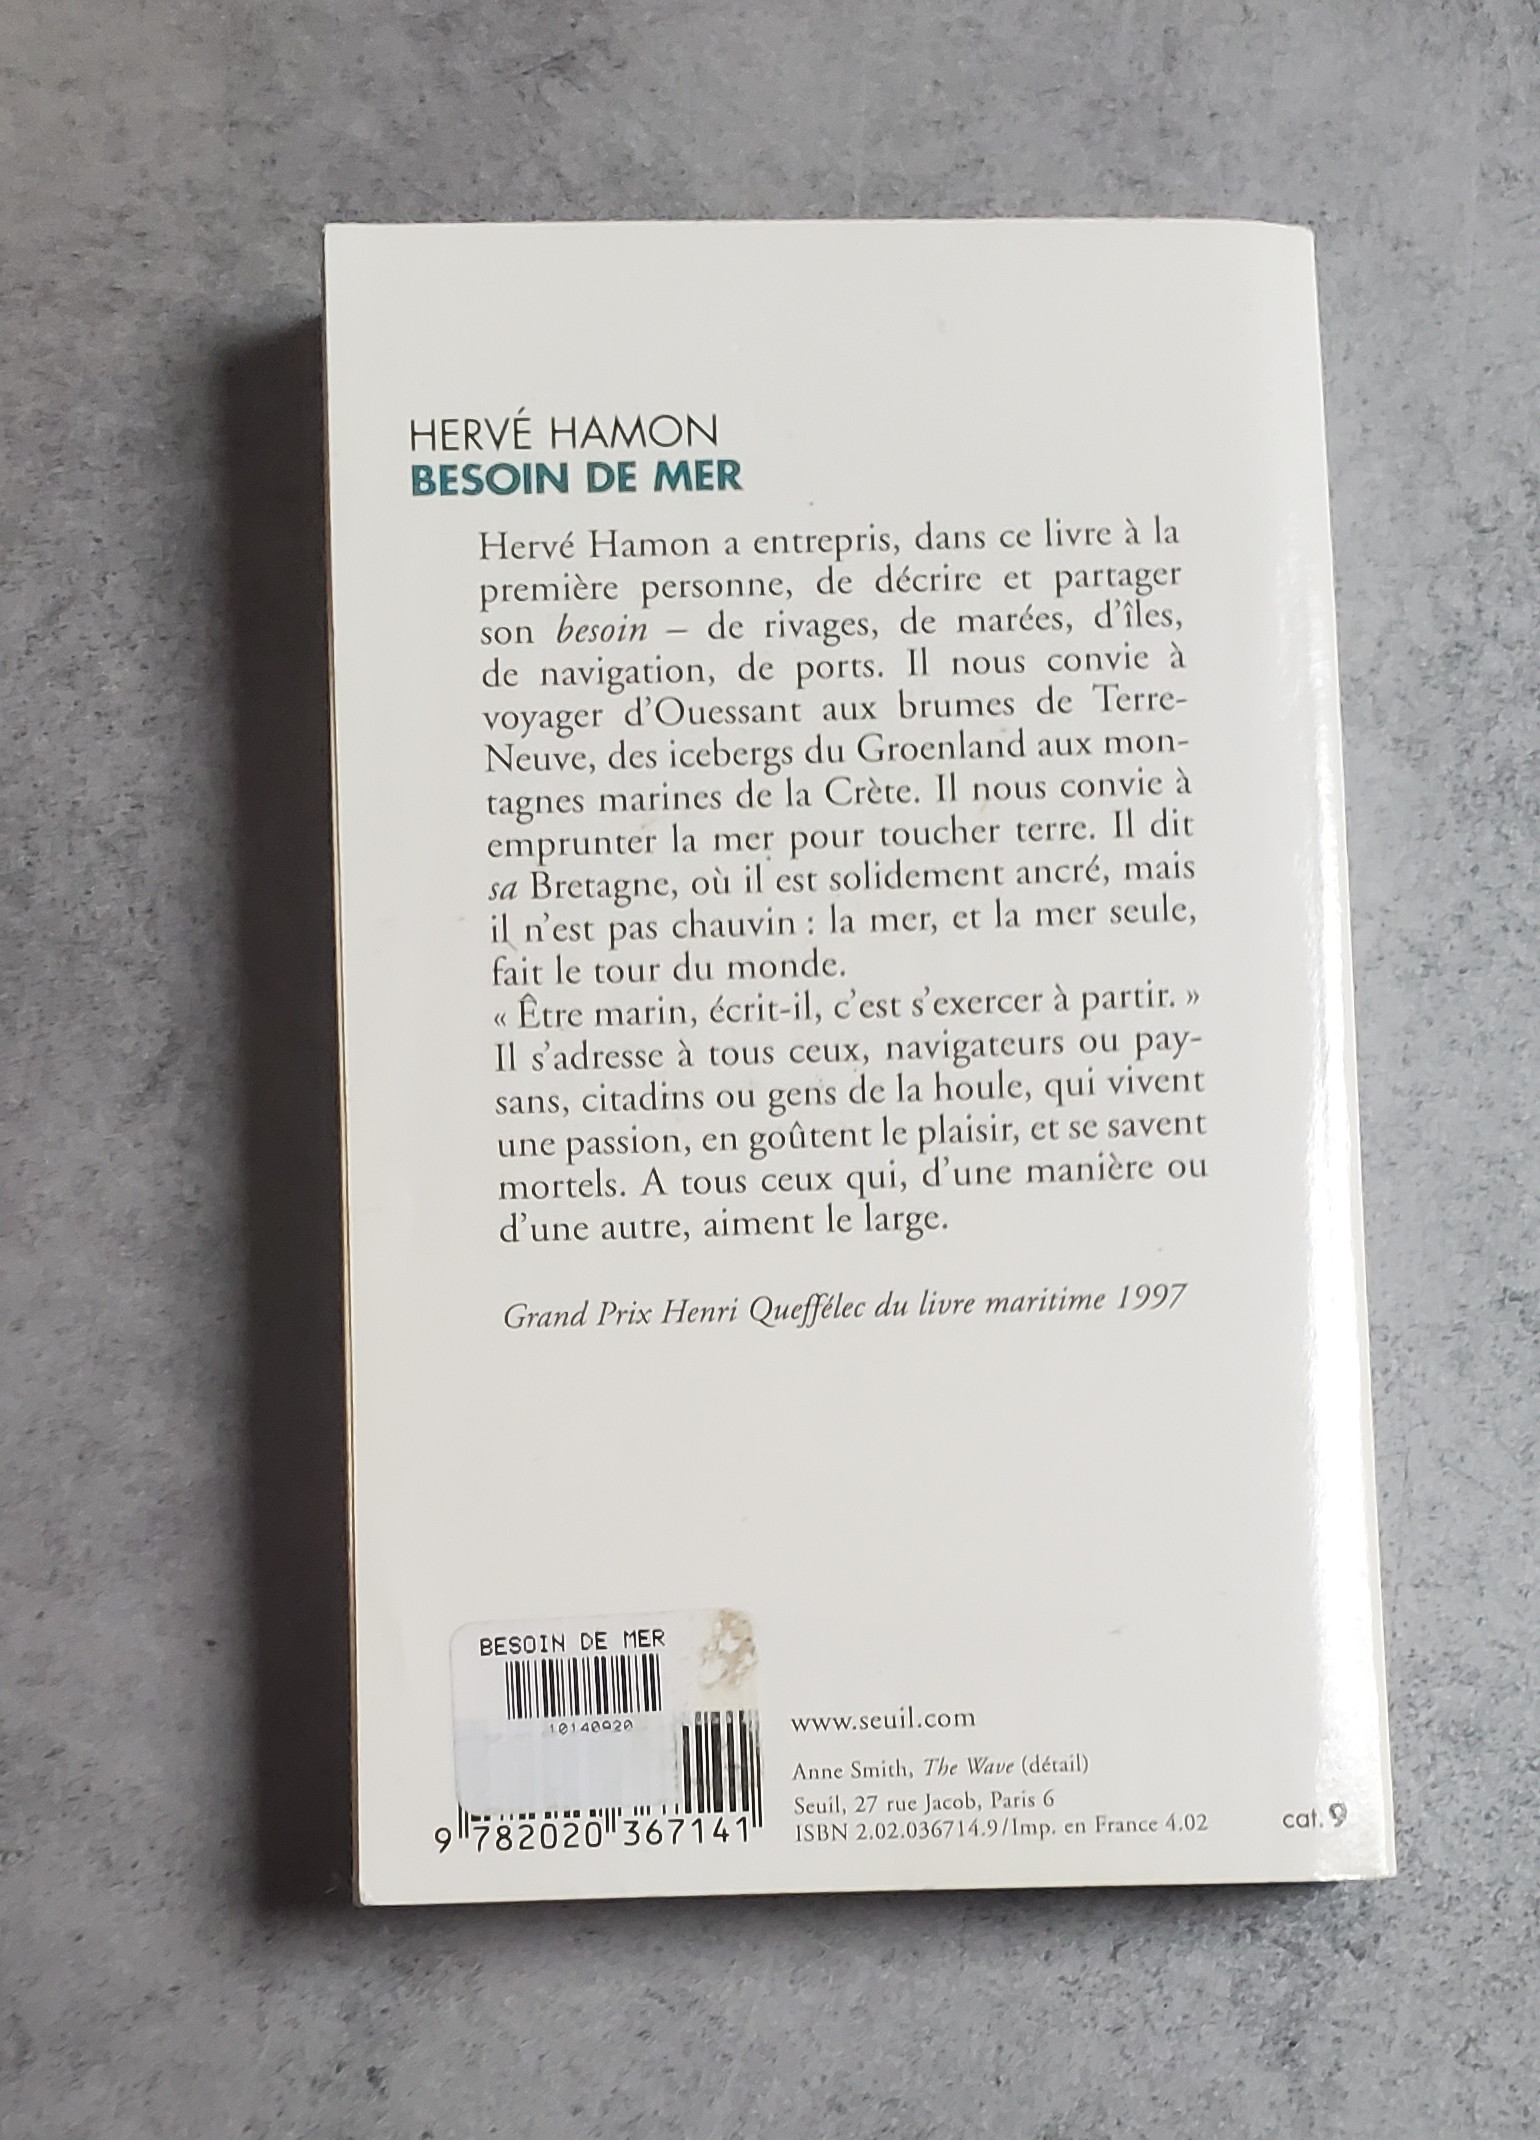 HERVÉ HAMON
BESOIN DE MER
Hervé Hamon a entrepris, dans ce livre à la
première personne, de décrire et partager
son besoin – de rivages, de marées, d'îles,
de navigation, de ports. Il nous convie à
voyager d'Ouessant aux brumes de Terre-
Neuve, des icebergs du Groenland aux mon-
tagnes marines de la Crète. Il nous convie à
emprunter la mer pour toucher terre. Il dit
sa Bretagne, où il est solidement ancré, mais
il n'est pas chauvin : la mer, et la mer seule,
fait le tour du monde.
« Être marin, écrit-il, c'est s'exercer à partir. »
Il s'adresse à tous ceux, navigateurs ou pay-
sans, citadins ou gens de la houle, qui vivent
une passion, en goûtent le plaisir, et se savent
mortels. A tous ceux qui, d'une manière ou
d'une autre, aiment le large.
Grand Prix Henri Queffélec du livre maritime 1997
BESOIN DE MER
10140920
9 782020 367141
www.seuil.com
Anne Smith, The Wave (détail)
Seuil, 27 rue Jacob, Paris 6
ISBN 2.02.036714.9/Imp. en France 4.02
cat. 9